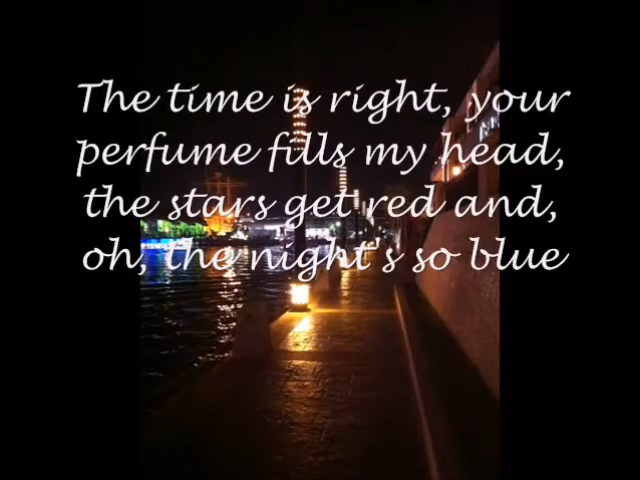 The time is right, your
perfume fills my head,
the stars get red and,
oh, the night's so blue